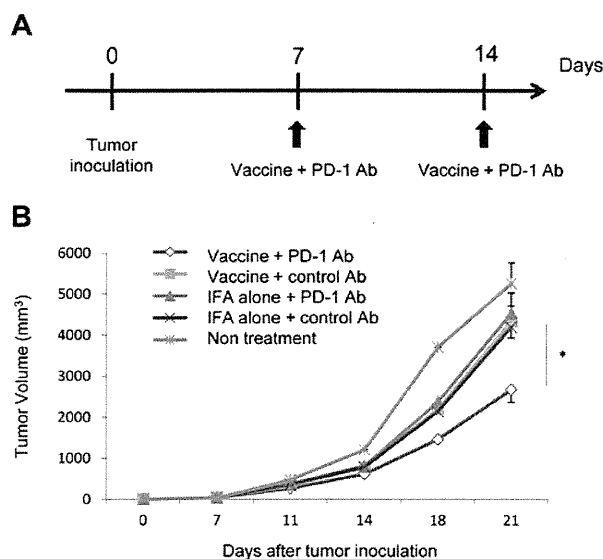 A
0 7 14 Days
Tumor
inoculation
Vaccine + PD-1 Ab Vaccine + PD-1 Ab
B
Tumor Volume (mm³)
6000
5000
4000
3000
2000
1000
0
Vaccine + PD-1 Ab
Vaccine + control Ab
IFA alone + PD-1 Ab
IFA alone + control Ab
Non treatment
*
0 7 11 14 18 21
Days after tumor inoculation